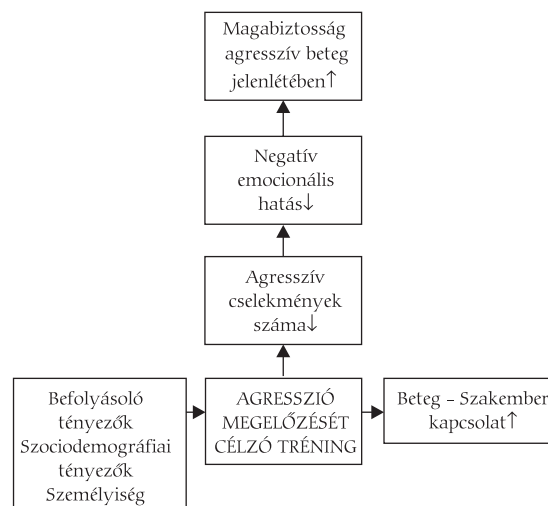 Magabiztosság
agresszív beteg
jelenlétében↑
Negatív
emocionális
hatás↓
Agresszív
cselekmények
száma↓
Befolyásoló
tényezők
Szociodemográfiai
tényezők
Személyiség
AGRESSZIÓ
MEGELŐZÉSÉT
CÉLZÓ TRÉNING
Beteg – Szakember
kapcsolat↑